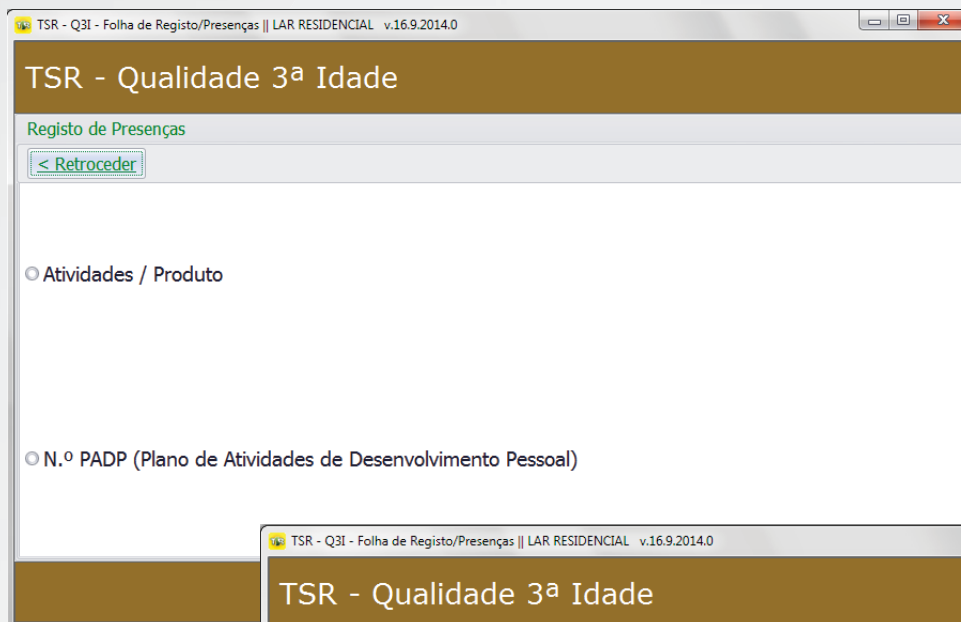 TSR - Q3I - Folha de Registo/Presenças || LAR RESIDENCIAL v.16.9.2014.0
TSR - Qualidade 3ª Idade
Registo de Presenças
< Retroceder
Atividades / Produto
N.º PADP (Plano de Atividades de Desenvolvimento Pessoal)
TSR - Q3I - Folha de Registo/Presenças || LAR RESIDENCIAL v.16.9.2014.0
TSR - Qualidade 3ª Idade